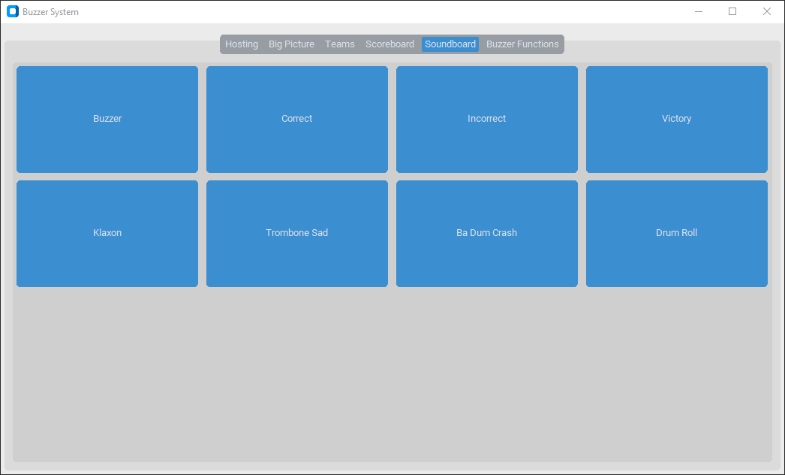 Buzzer System
Hosting Big Picture Teams Scoreboard Soundboard Buzzer Functions
Buzzer Correct Incorrect Victory
Klaxon Trombone Sad Ba Dum Crash Drum Roll